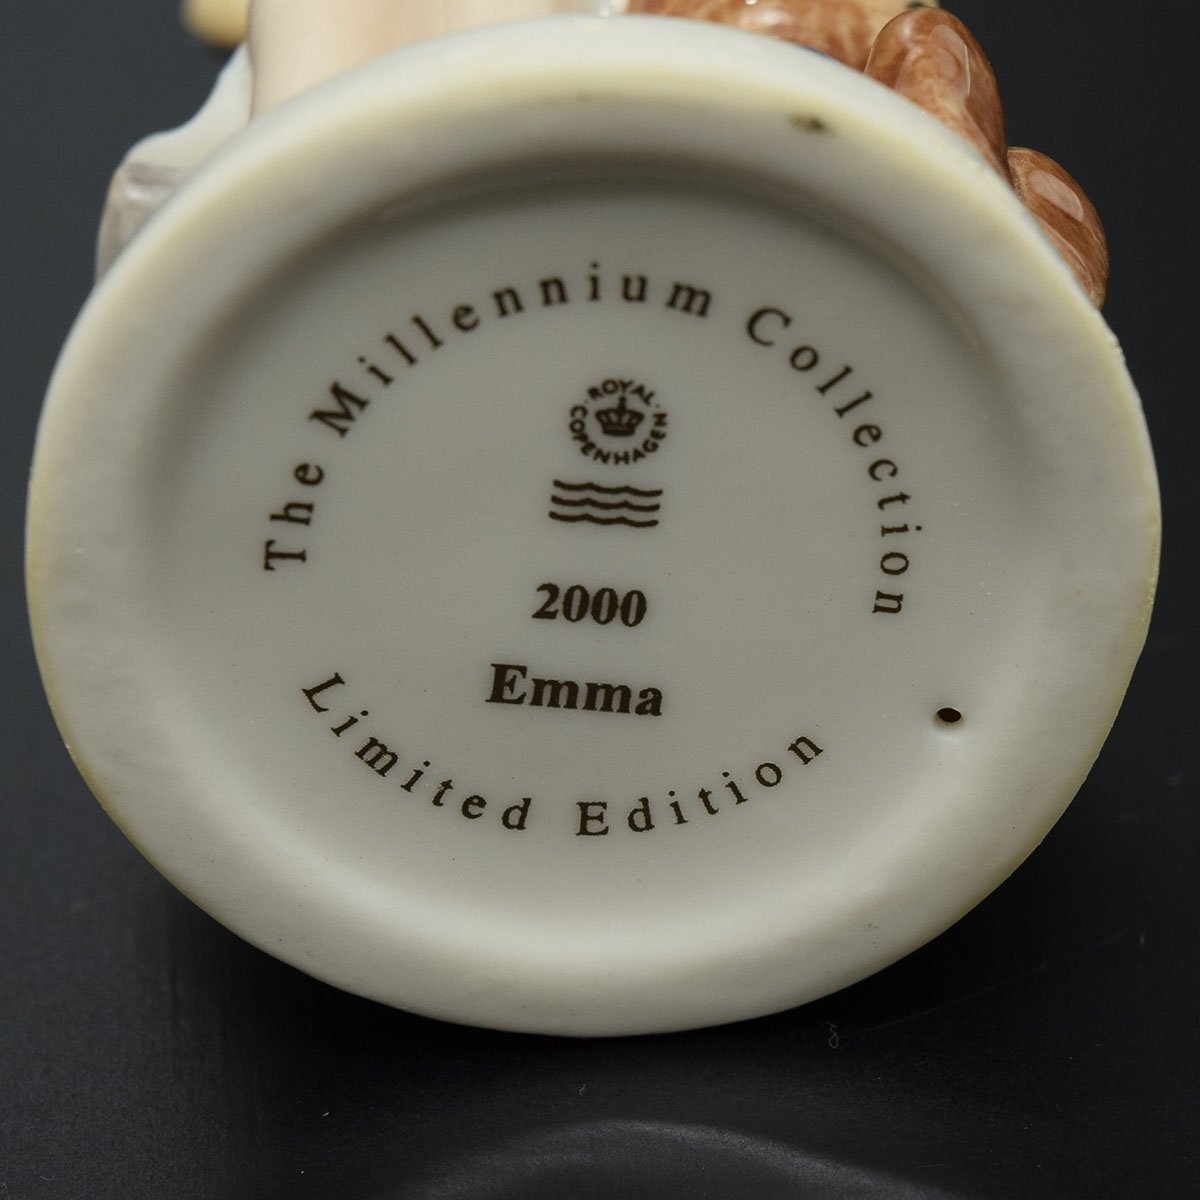 The Millennium Collection
ROYAL COPENHAGEN
2000
Emma
Limited Edition